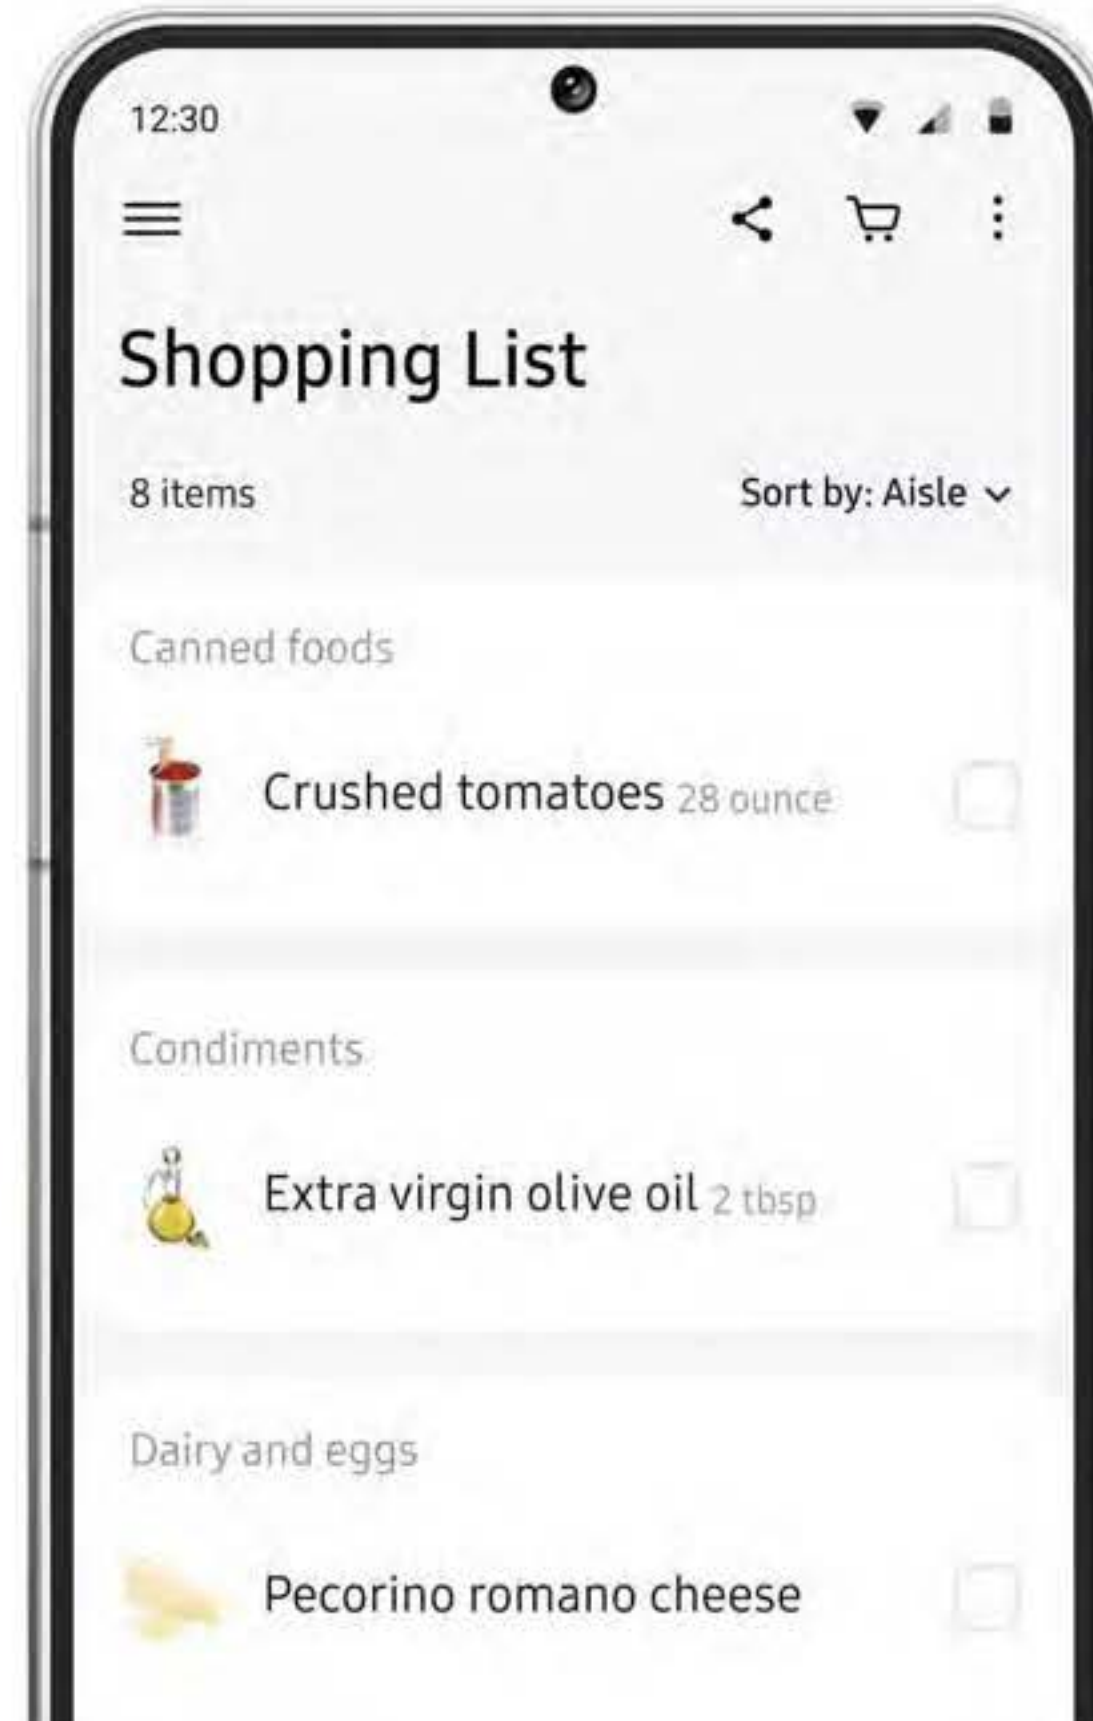 12:30
Shopping List
8 items Sort by: Aisle
Canned foods
Crushed tomatoes 28 ounce
Condiments
Extra virgin olive oil 2 tbsp
Dairy and eggs
Pecorino romano cheese